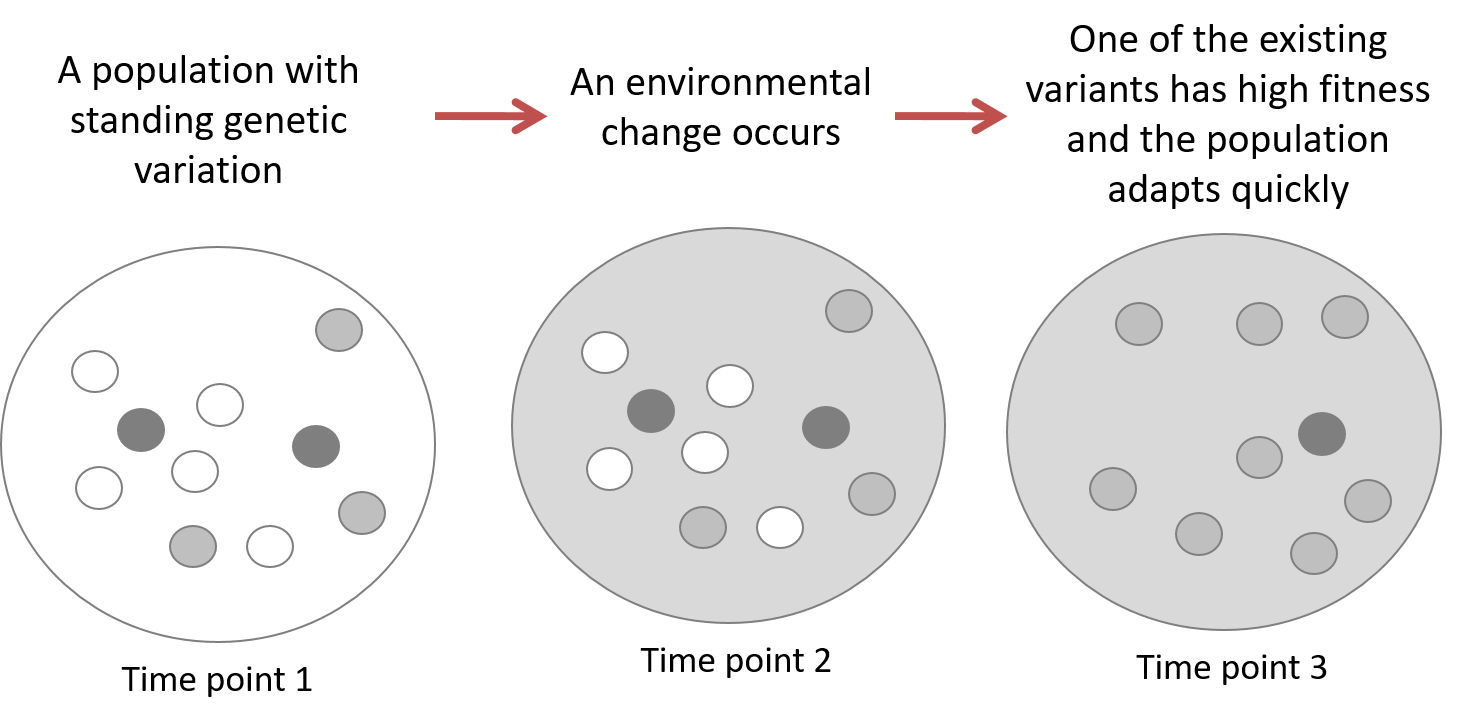 A population with
standing genetic
variation
An environmental
change occurs
One of the existing
variants has high fitness
and the population
adapts quickly
Time point 1
Time point 2
Time point 3